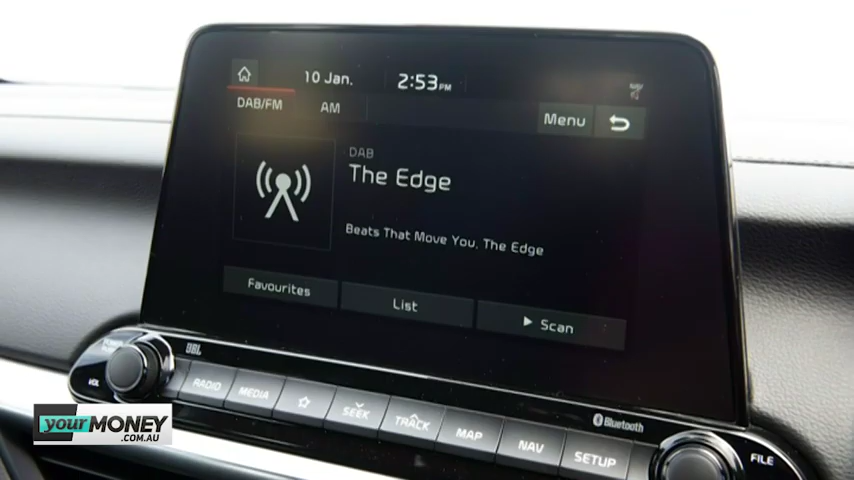 10 Jan.
2:53PM
DAB/FM
AM
Menu
DAB
The Edge
Beats That Move You. The Edge
Favourites
List
Scan
JBL
VOL
RADIO
MEDIA
SEEK
TRACK
MAP
NAV
SETUP
Bluetooth
FILE
yourMONEY
.COM.AU